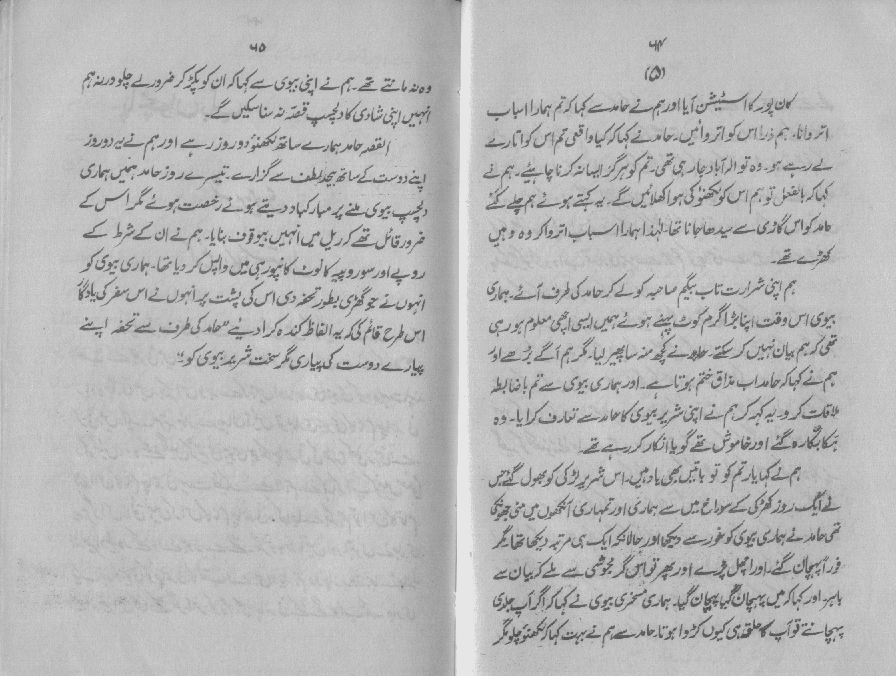 ۶۴
(۵)
کانپور کا اسٹیشن آیا اور ہم نے حامد سے کہا کہ تم ہمارا اسباب
اتروانا۔ ہم ذرا اس کو اتروائیں۔ حامد نے کہا کہ کیا واقعی تم اس کو اتارے
لے رہے ہو۔ وہ تو الہ آباد جا رہی تھی۔ تم کو ہرگز ایسا نہ کرنا چاہیئے۔ ہم نے
کہا کہ بالفعل تو ہم اس کو لکھنؤ کی ہوا کھلائیں گے۔ یہ کہتے ہوئے ہم چلے گئے
حامد کو اس گاڑی سے سیدھا جانا تھا۔ لہٰذا ہمارا اسباب اتروا کر وہ وہیں
کھڑے تھے۔
ہم اپنی شرارت تاب بیگم صاحبہ کو لے کر حامد کی طرف آئے۔ ہماری
بیوی اس وقت اپنا بڑا گرم کوٹ پہنے ہوئے ہمیں ایسی اچھی معلوم ہو رہی
تھی کہ ہم بیان نہیں کر سکتے۔ حامد نے کچھ منہ سا پھیر لیا۔ مگر ہم آگے بڑھے اور
ہم نے کہا کہ حامد اب مذاق ختم ہوتا ہے۔ اور ہماری بیوی سے تم باضابطہ
ملاقات کرو۔ یہ کہہ کر ہم نے اپنی شریر بیوی کا حامد سے تعارف کرایا۔ وہ
ہکا بکا رہ گئے اور خاموش تھے گویا انکار کر رہے تھے۔
ہم نے کہا یار تم کو تو باتیں بھی یاد ہیں۔ اس شریر لڑکی کو بھول گئے جس
نے ایک روز کھڑکی کے سوراخ میں سے ہماری اور تمہاری آنکھوں میں مٹی جھونکی
تھی حامد نے ہماری بیوی کو غور سے دیکھا اور حالانکہ ایک ہی مرتبہ دیکھا تھا۔ مگر
فوراً پہچان گئے۔ اور اچھل پڑے اور پھر تو اس گرمجوشی سے ملے کہ بیان سے
باہر۔ اور کہا کہ میں پہچان گیا پہچان گیا۔ ہماری مسخری بیوی نے کہا کہ اگر آپ جلدی
پہچانتے تو آپ کا حلق ہی کیوں کڑوا ہوتا۔ حامد سے ہم نے بہت کہا کہ لکھنؤ چلو مگر
۶۵
وہ نہ مانتے تھے۔ ہم نے اپنی بیوی سے کہا کہ ان کو پکڑ کر ضرور لے چلو ورنہ ہم
انہیں اپنی شادی کا دلچسپ قصہ نہ سنا سکیں گے۔
القصہ حامد ہمارے ساتھ لکھنؤ دو روز رہے اور ہم نے یہ دو روز
اپنے دوست کے ساتھ بیحد لطف سے گزارے۔ تیسرے روز حامد ہمیں ہماری
دلچسپ بیوی ملنے پر مبارکباد دیتے ہوئے رخصت ہوئے مگر اس کے
ضرور قائل تھے کہ ریل میں انہیں بیوقوف بنایا۔ ہم نے ان کے شرط کے
روپے اور سو روپیہ کا نوٹ کانپور ہی میں واپس کر دیا تھا۔ ہماری بیوی کو
انہوں نے جو گھڑی بطور تحفہ دی اس کی پشت پر انہوں نے اس سفر کی یادگار
اس طرح قائم کی کہ یہ الفاظ کندہ کرا دیئے "حامد کی طرف سے تحفہ اپنے
پیارے دوست کی پیاری مگر سخت شریر بیوی کو"